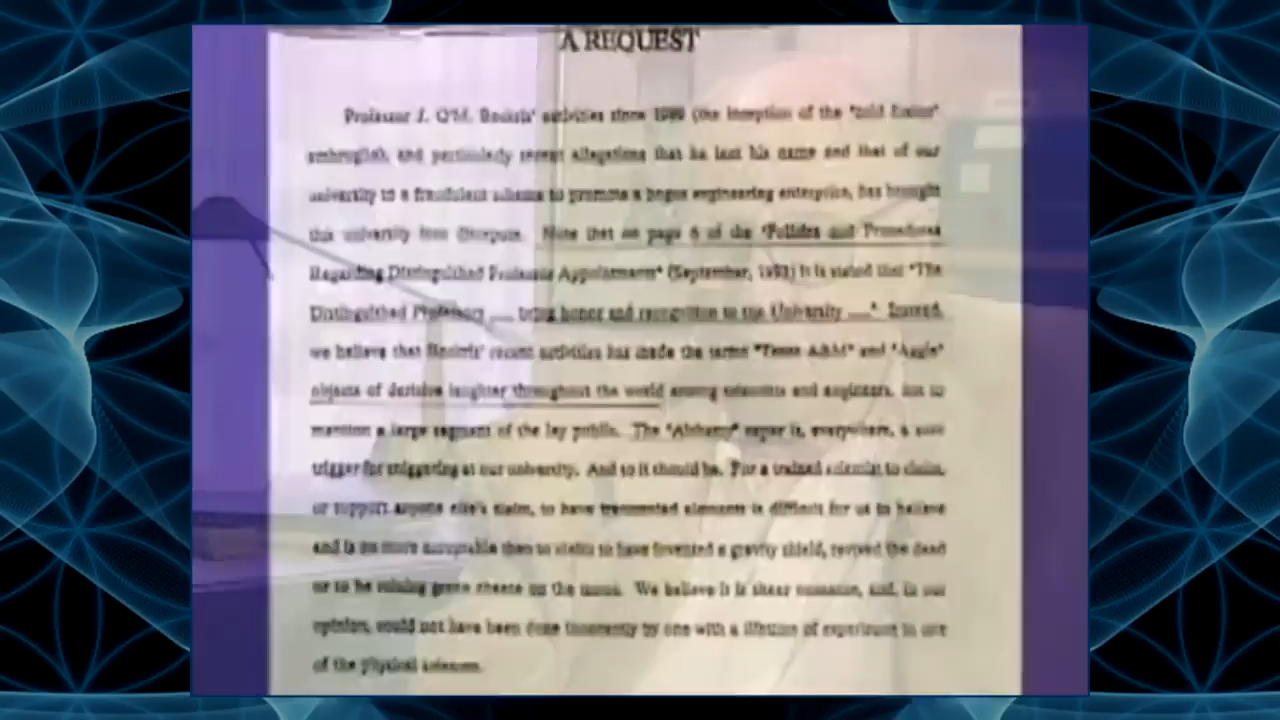 A REQUEST
Professor J. O'M. Bockris' activities since 1989 (the inception of the "cold fusion"
imbroglio), and particularly recent allegations that he lent his name and that of our
university to a fraudulent scheme to promote a bogus engineering enterprise, has brought
this university into disrepute. Note that on page 6 of the "Policies and Procedures
Regarding Distinguished Professor Appointments" (September, ) it is stated that "The
Distinguished Professors .... bring honor and recognition to the University ....". Instead,
we believe that Bockris' recent activities has made the terms "Texas A&M" and "Aggie"
objects of derisive laughter throughout the world among scientists and engineers, not to
mention a large segment of the lay public. The "Alchemy" caper is, everywhere, a sure
trigger for sniggering at our university. And so it should be. For a trained scientist to claim,
or support anyone else's claim, to have transmuted elements is difficult for us to believe
and is no more acceptable than to claim to have invented a gravity shield, revived the dead
or to be mining green cheese on the moon. We believe it is sheer nonsense, and, in our
opinion, could not have been done innocently by one with a lifetime of experience in one
of the physical sciences.